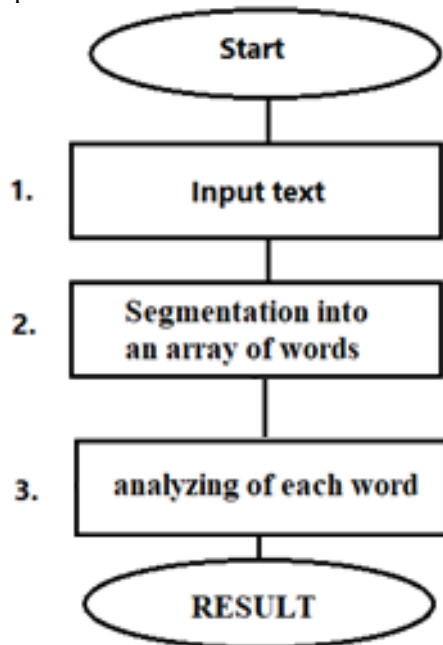 Start
1.
Input text
2.
Segmentation into
an array of words
3.
analyzing of each word
RESULT